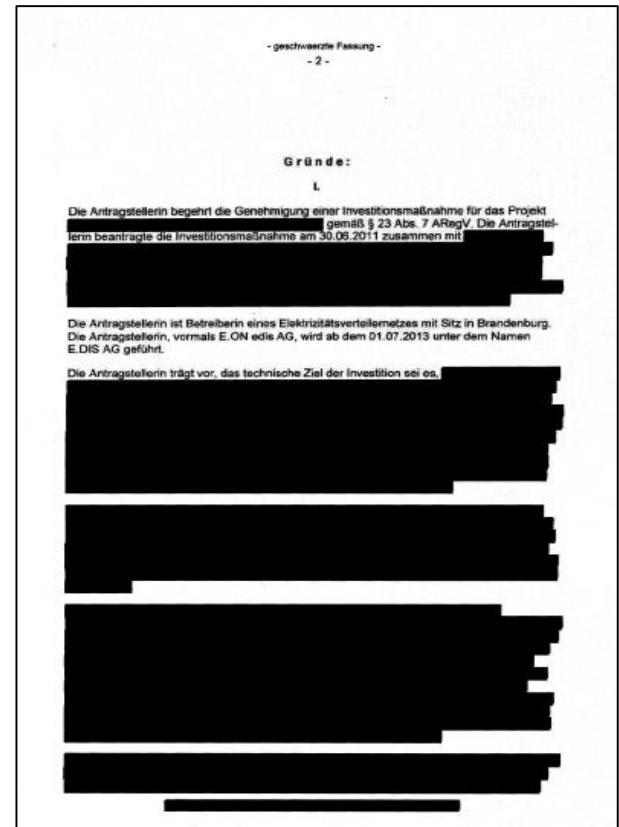 - geschwaerzte Fassung -
- 2 -
Gründe:
I.
Die Antragstellerin begehrt die Genehmigung einer Investitionsmaßnahme für das Projekt
gemäß § 23 Abs. 7 ARegV. Die Antragstel-
lerin beantragte die Investitionsmaßnahme am 30.06.2011 zusammen mit
Die Antragstellerin ist Betreiberin eines Elektrizitätsverteilernetzes mit Sitz in Brandenburg.
Die Antragstellerin, vormals E.ON edis AG, wird ab dem 01.07.2013 unter dem Namen
E.DIS AG geführt.
Die Antragstellerin trägt vor, das technische Ziel der Investition sei es,